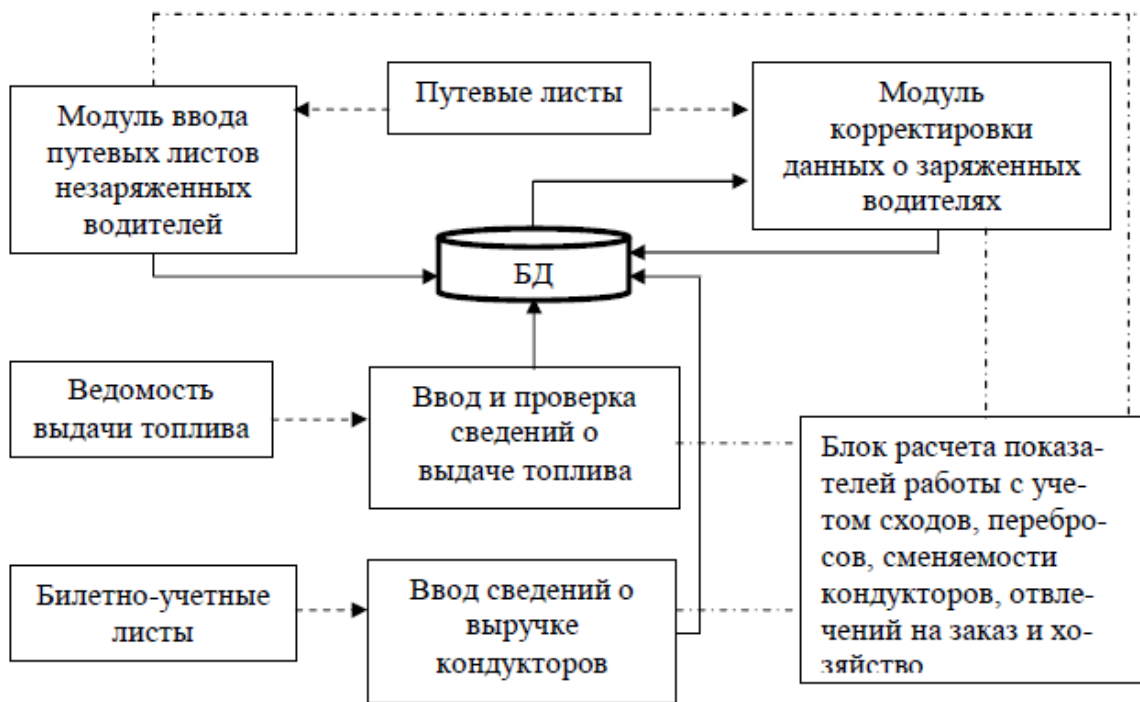 Путевые листы
Модуль ввода
путевых листов
незаряженных
водителей
Модуль
корректировки
данных о заряженных
водителях
БД
Ведомость
выдачи топлива
Ввод и проверка
сведений о
выдаче топлива
Блок расчета показа-
телей работы с уче-
том сходов, перебро-
сов, сменяемости
кондукторов, отвле-
чений на заказ и хо-
зяйство
Билетно-учетные
листы
Ввод сведений о
выручке
кондукторов